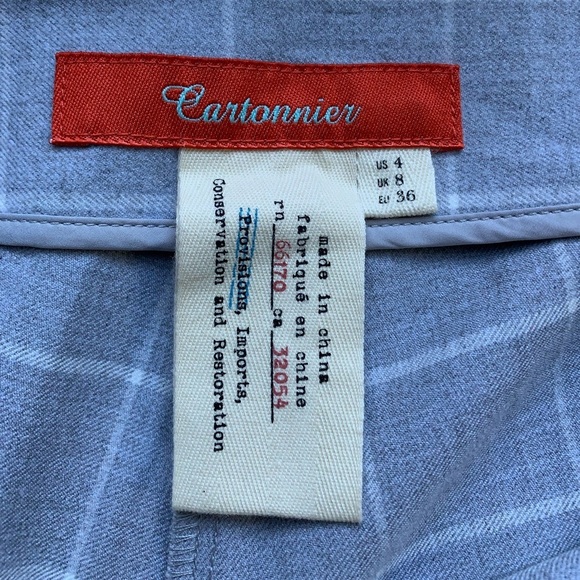 Cartonnier
US 4
UK 8
EU 36
made in china
fabriqué en chine
rn 66170 ca 32054
Provisions, Imports,
Conservation and Restoration